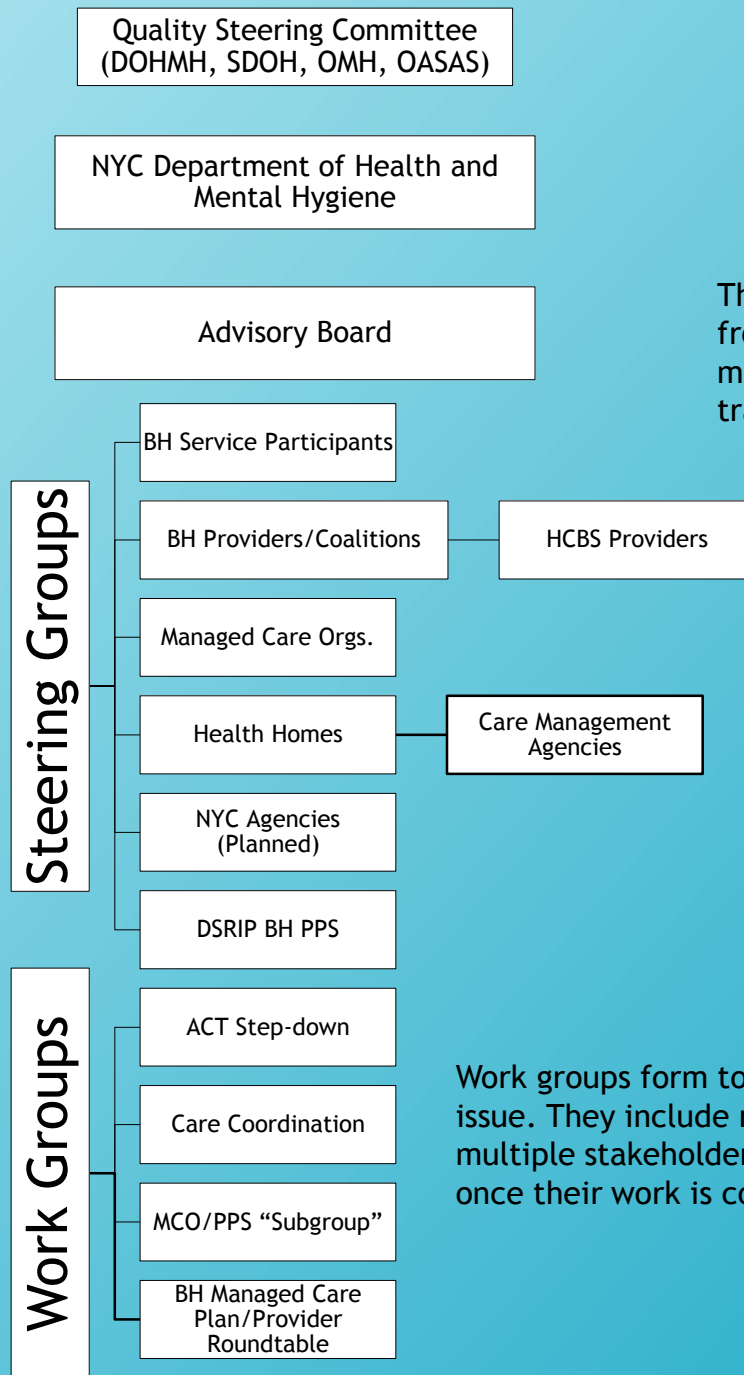 Quality Steering Committee
(DOHMH, SDOH, OMH, OASAS)
NYC Department of Health and
Mental Hygiene
Advisory Board
Steering Groups
BH Service Participants
BH Providers/Coalitions
HCBS Providers
Managed Care Orgs.
Health Homes
Care Management
Agencies
NYC Agencies
(Planned)
DSRIP BH PPS
Work Groups
ACT Step-down
Care Coordination
MCO/PPS “Subgroup”
BH Managed Care
Plan/Provider
Roundtable
Work groups form to
issue. They include
multiple
once their work is